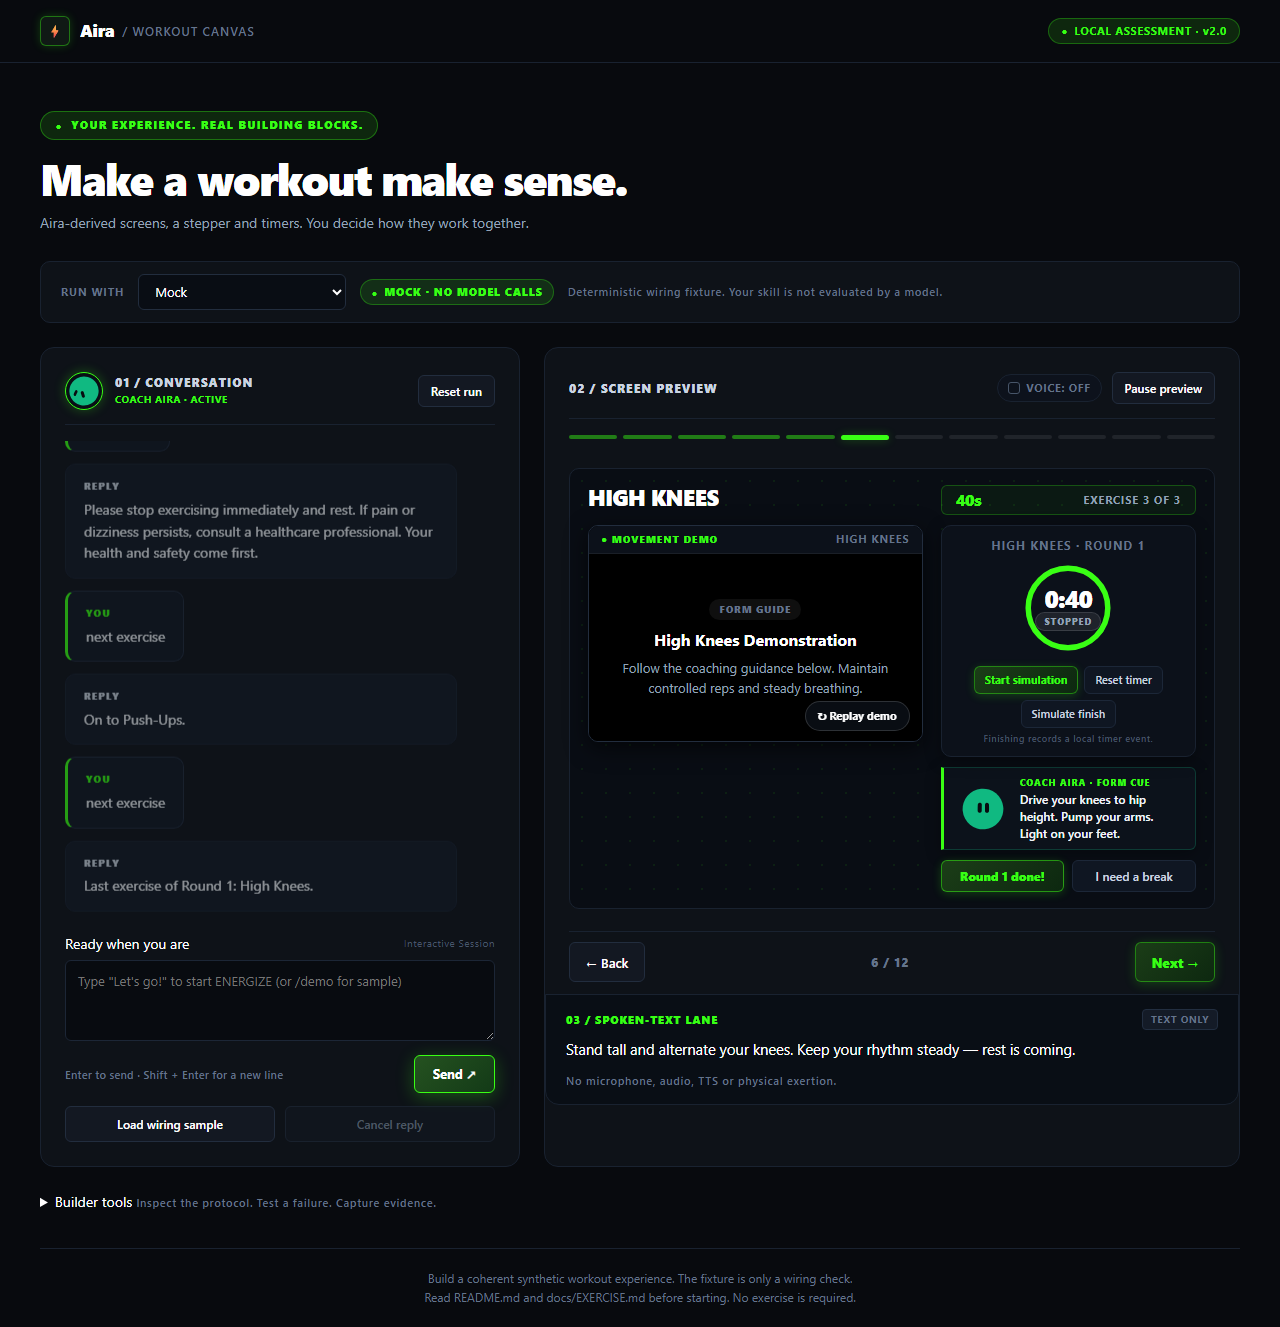 Aira / WORKOUT CANVAS
• LOCAL ASSESSMENT · v2.0
• YOUR EXPERIENCE. REAL BUILDING BLOCKS.
Make a workout make sense.
Aira-derived screens, a stepper and timers. You decide how they work together.
RUN WITH
Mock
• MOCK · NO MODEL CALLS
Deterministic wiring fixture. Your skill is not evaluated by a model.
01 / CONVERSATION
COACH AIRA · ACTIVE
Reset run
REPLY
Please stop exercising immediately and rest. If pain or
dizziness persists, consult a healthcare professional. Your
health and safety come first.
YOU
next exercise
REPLY
On to Push-Ups.
YOU
next exercise
REPLY
Last exercise of Round 1: High Knees.
Ready when you are
Interactive Session
Type "Let's go!" to start ENERGIZE (or /demo for sample)
Enter to send · Shift + Enter for a new line
Send ↗
Load wiring sample
Cancel reply
02 / SCREEN PREVIEW
VOICE: OFF
Pause preview
HIGH KNEES
• MOVEMENT DEMO
HIGH KNEES
FORM GUIDE
High Knees Demonstration
Follow the coaching guidance below. Maintain
controlled reps and steady breathing.
↻ Replay demo
40s
EXERCISE 3 OF 3
HIGH KNEES · ROUND 1
0:40
STOPPED
Start simulation
Reset timer
Simulate finish
Finishing records a local timer event.
COACH AIRA · FORM CUE
Drive your knees to hip
height. Pump your arms.
Light on your feet.
Round 1 done!
I need a break
← Back
6 / 12
Next →
03 / SPOKEN-TEXT LANE
TEXT ONLY
Stand tall and alternate your knees. Keep your rhythm steady — rest is coming.
No microphone, audio, TTS or physical exertion.
▶ Builder tools Inspect the protocol. Test a failure. Capture evidence.
Build a coherent synthetic workout experience. The fixture is only a wiring check.
Read README.md and docs/EXERCISE.md before starting. No exercise is required.